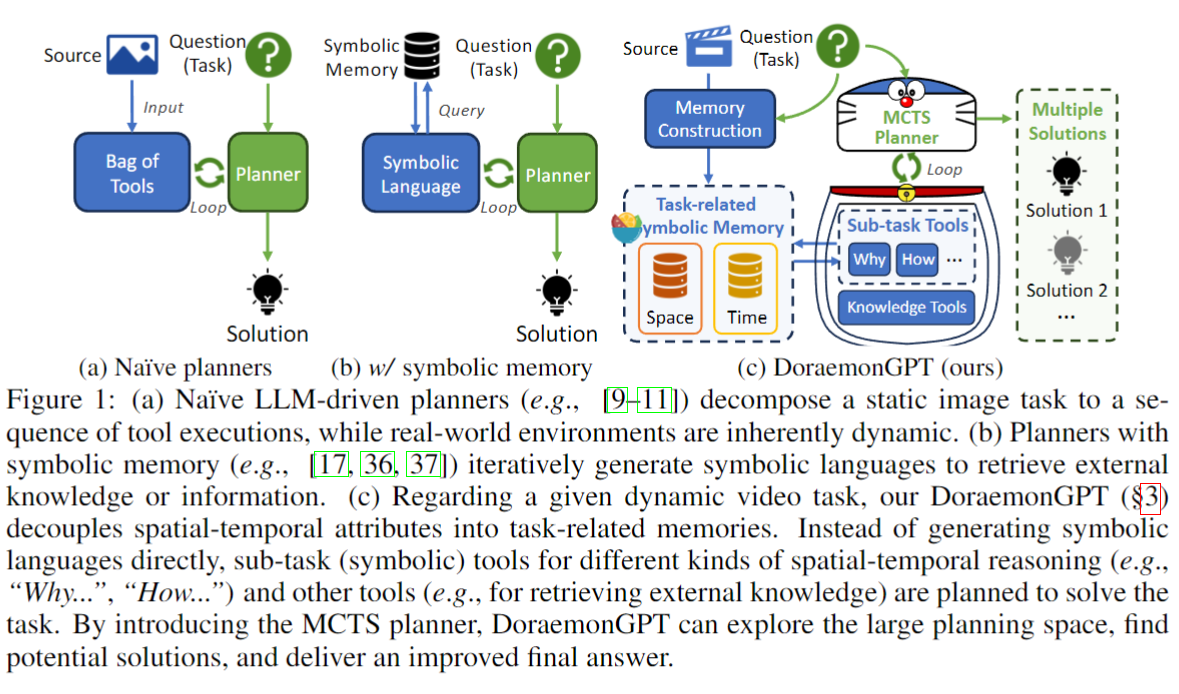 Source
Question
(Task)
Input
Bag of
Tools
Loop
Planner
Solution
(a) Naïve planners
Symbolic
Memory
Question
(Task)
Query
Symbolic
Language
Loop
Planner
Solution
(b) w/ symbolic memory
Source
Question
(Task)
Memory
Construction
MCTS
Planner
Loop
Task-related
ymbolic Memory
Space
Time
Sub-task Tools
Why
How
...
Knowledge Tools
Multiple
Solutions
Solution 1
Solution 2
...
(c) DoraemonGPT (ours)
Figure 1: (a) Naïve LLM-driven planners (e.g., [9–11]) decompose a static image task to a se-
quence of tool executions, while real-world environments are inherently dynamic. (b) Planners with
symbolic memory (e.g., [17, 36, 37]) iteratively generate symbolic languages to retrieve external
knowledge or information. (c) Regarding a given dynamic video task, our DoraemonGPT (§3)
decouples spatial-temporal attributes into task-related memories. Instead of generating symbolic
languages directly, sub-task (symbolic) tools for different kinds of spatial-temporal reasoning (e.g.,
“Why...”, “How...”) and other tools (e.g., for retrieving external knowledge) are planned to solve the
task. By introducing the MCTS planner, DoraemonGPT can explore the large planning space, find
potential solutions, and deliver an improved final answer.